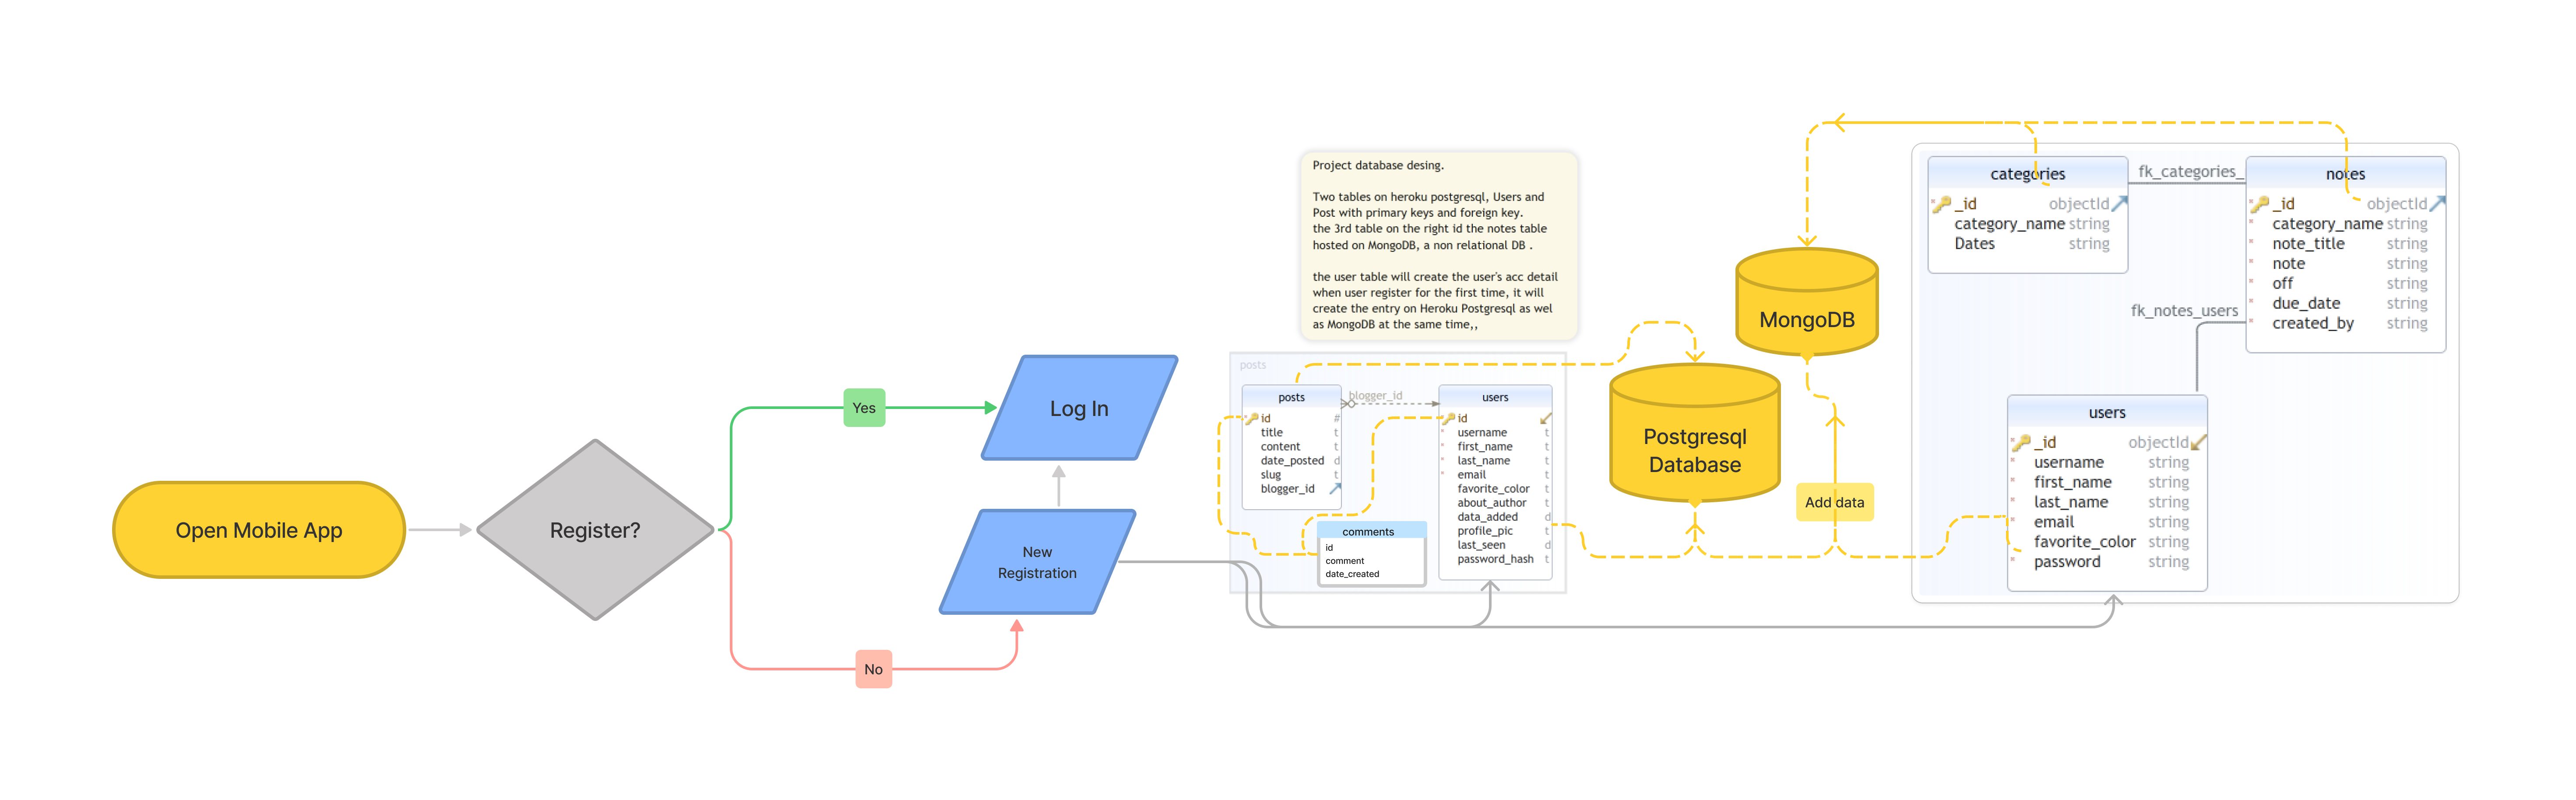 Open Mobile App
Register?
Yes
No
Log In
New
Registration
Project database desing.
Two tables on heroku postgresql, Users and
Post with primary keys and foreign key.
the 3rd table on the right id the notes table
hosted on MongoDB, a non relational DB .
the user table will create the user's acc detail
when user register for the first time, it will
create the entry on Heroku Postgresql as wel
as MongoDB at the same time,,
posts
posts
id #
title t
content t
date_posted d
slug t
blogger_id
blogger_id
users
id
username t
first_name t
last_name t
email t
favorite_color t
about_author t
data_added d
profile_pic t
last_seen d
password_hash t
comments
id
comment
date_created
Postgresql
Database
MongoDB
Add data
categories
_id objectId
category_name string
Dates string
fk_categories_
notes
_id objectId
category_name string
note_title string
note string
off string
due_date string
created_by string
fk_notes_users
users
_id objectId
username string
first_name string
last_name string
email string
favorite_color string
password string